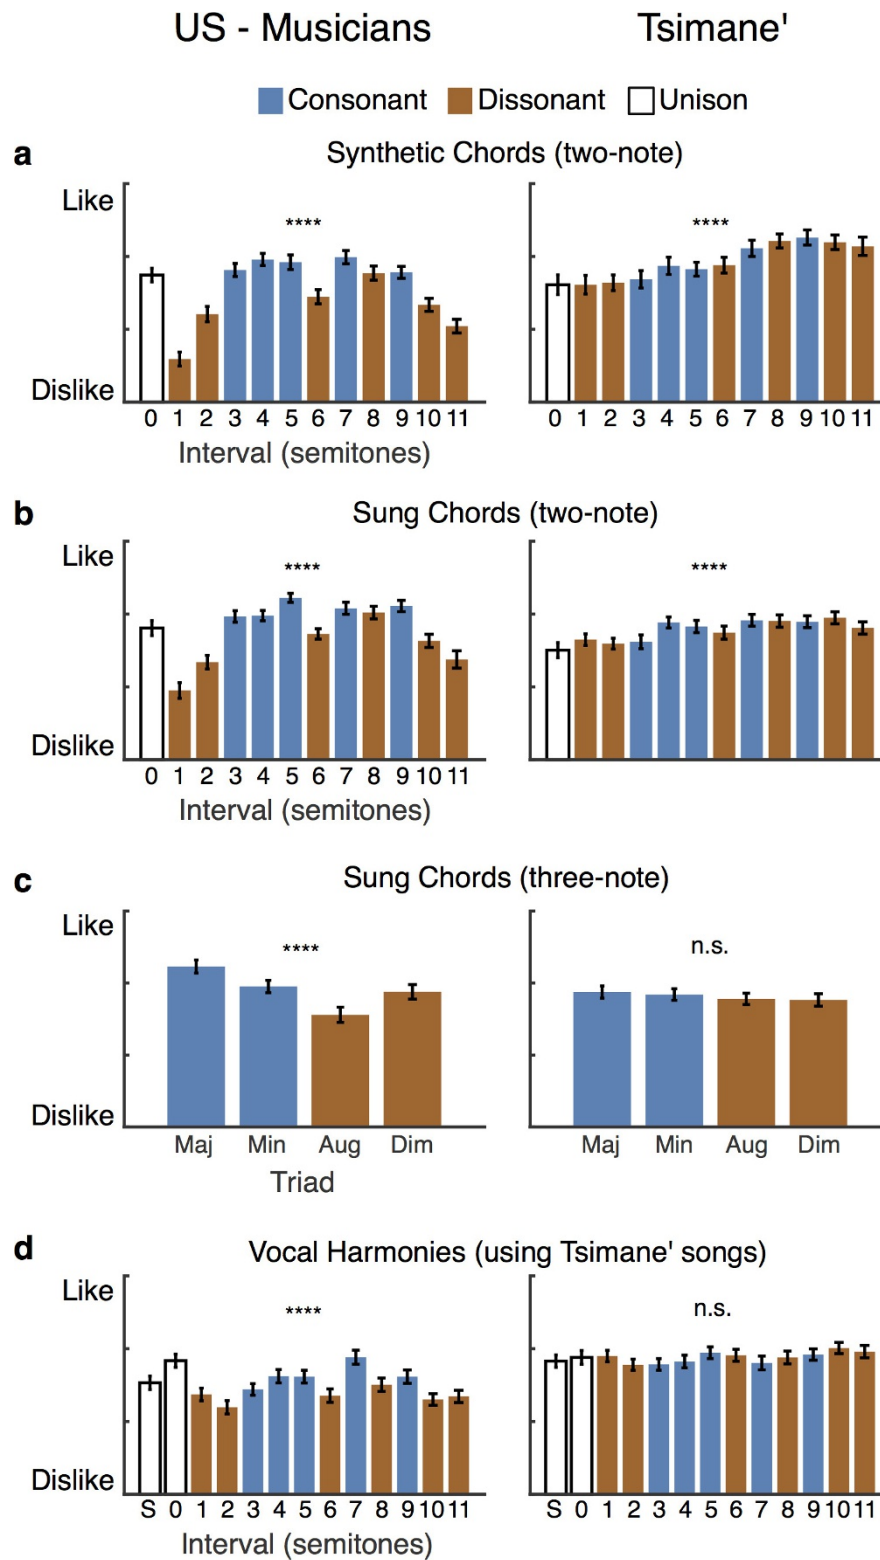 US - Musicians Tsimane'
Consonant Dissonant Unison
a Synthetic Chords (two-note)
Like
****
****
Dislike
0 1 2 3 4 5 6 7 8 9 10 11
0 1 2 3 4 5 6 7 8 9 10 11
Interval (semitones)
b Sung Chords (two-note)
Like
****
****
Dislike
0 1 2 3 4 5 6 7 8 9 10 11
Interval (semitones)
c Sung Chords (three-note)
Like
****
n.s.
Dislike
Maj Min Aug Dim
Maj Min Aug Dim
Triad
d Vocal Harmonies (using Tsimane' songs)
Like
****
n.s.
Dislike
S 0 1 2 3 4 5 6 7 8 9 10 11
S 0 1 2 3 4 5 6 7 8 9 10 11
Interval (semitones)